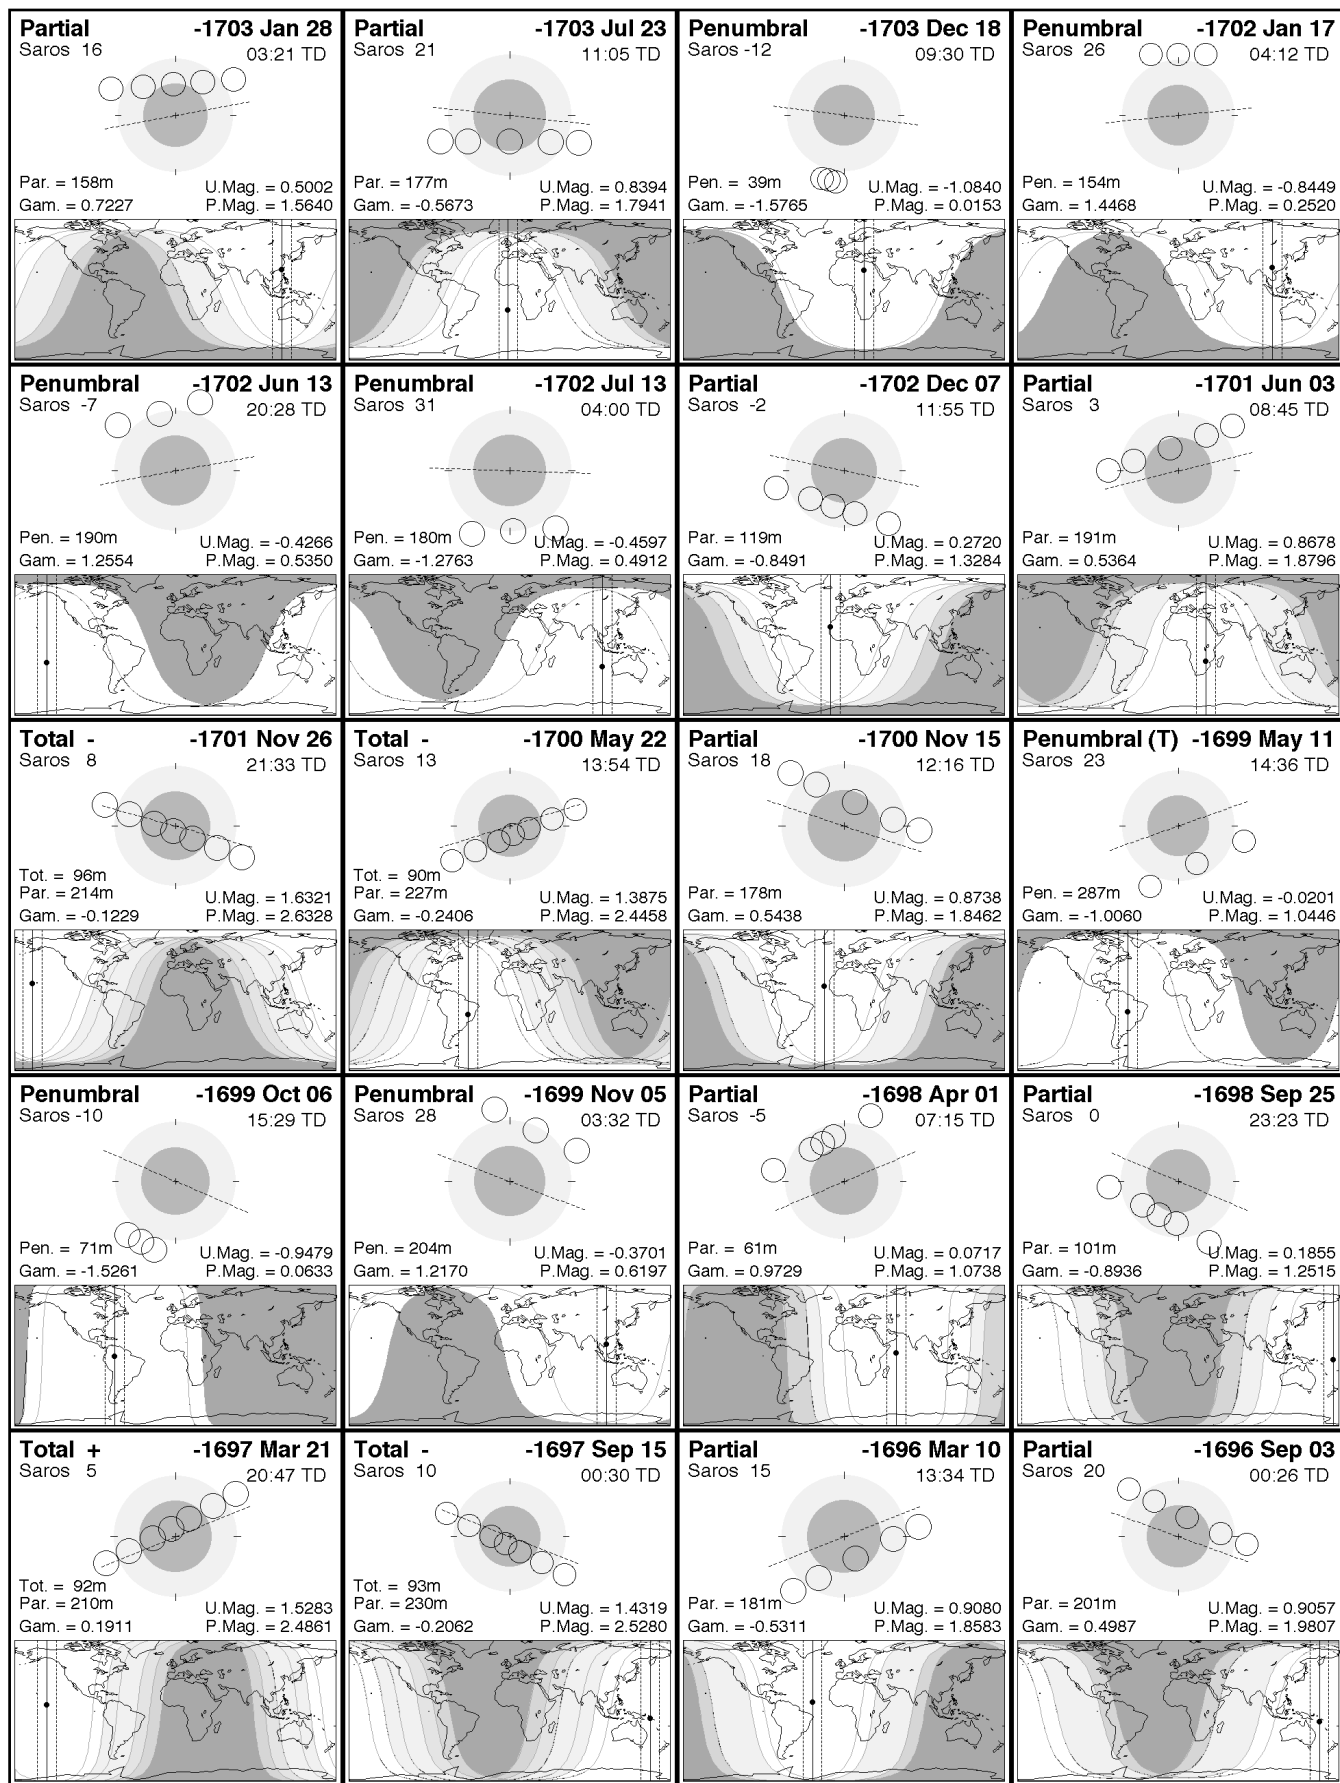 Partial -1703 Jan 28
Saros 16 03:21 TD
Par. = 158m U.Mag. = 0.5002
Gam. = 0.7227 P.Mag. = 1.5640
Partial -1703 Jul 23
Saros 21 11:05 TD
Par. = 177m U.Mag. = 0.8394
Gam. = -0.5673 P.Mag. = 1.7941
Penumbral -1703 Dec 18
Saros -12 09:30 TD
Pen. = 39m U.Mag. = -1.0840
Gam. = -1.5765 P.Mag. = 0.0153
Penumbral -1702 Jan 17
Saros 26 04:12 TD
Pen. = 154m U.Mag. = -0.8449
Gam. = 1.4468 P.Mag. = 0.2520
Penumbral -1702 Jun 13
Saros -7 20:28 TD
Pen. = 190m U.Mag. = -0.4266
Gam. = 1.2554 P.Mag. = 0.5350
Penumbral -1702 Jul 13
Saros 31 04:00 TD
Pen. = 180m U.Mag. = -0.4597
Gam. = -1.2763 P.Mag. = 0.4912
Partial -1702 Dec 07
Saros -2 11:55 TD
Par. = 119m U.Mag. = 0.2720
Gam. = -0.8491 P.Mag. = 1.3284
Partial -1701 Jun 03
Saros 3 08:45 TD
Par. = 191m U.Mag. = 0.8678
Gam. = 0.5364 P.Mag. = 1.8796
Total - -1701 Nov 26
Saros 8 21:33 TD
Tot. = 96m
Par. = 214m U.Mag. = 1.6321
Gam. = -0.1229 P.Mag. = 2.6328
Total - -1700 May 22
Saros 13 13:54 TD
Tot. = 90m
Par. = 227m U.Mag. = 1.3875
Gam. = -0.2406 P.Mag. = 2.4458
Partial -1700 Nov 15
Saros 18 12:16 TD
Par. = 178m U.Mag. = 0.8738
Gam. = 0.5438 P.Mag. = 1.8462
Penumbral (T) -1699 May 11
Saros 23 14:36 TD
Pen. = 287m U.Mag. = -0.0201
Gam. = -1.0060 P.Mag. = 1.0446
Penumbral -1699 Oct 06
Saros -10 15:29 TD
Pen. = 71m U.Mag. = -0.9479
Gam. = -1.5261 P.Mag. = 0.0633
Penumbral -1699 Nov 05
Saros 28 03:32 TD
Pen. = 204m U.Mag. = -0.3701
Gam. = 1.2170 P.Mag. = 0.6197
Partial -1698 Apr 01
Saros -5 07:15 TD
Par. = 61m U.Mag. = 0.0717
Gam. = 0.9729 P.Mag. = 1.0738
Partial -1698 Sep 25
Saros 0 23:23 TD
Par. = 101m U.Mag. = 0.1855
Gam. = -0.8936 P.Mag. = 1.2515
Total + -1697 Mar 21
Saros 5 20:47 TD
Tot. = 92m
Par. = 210m U.Mag. = 1.5283
Gam. = 0.1911 P.Mag. = 2.4861
Total - -1697 Sep 15
Saros 10 00:30 TD
Tot. = 93m
Par. = 230m U.Mag. = 1.4319
Gam. = -0.2062 P.Mag. = 2.5280
Partial -1696 Mar 10
Saros 15 13:34 TD
Par. = 181m U.Mag. = 0.9080
Gam. = -0.5311 P.Mag. = 1.8583
Partial -1696 Sep 03
Saros 20 00:26 TD
Par. = 201m U.Mag. = 0.9057
Gam. = 0.4987 P.Mag. = 1.9807